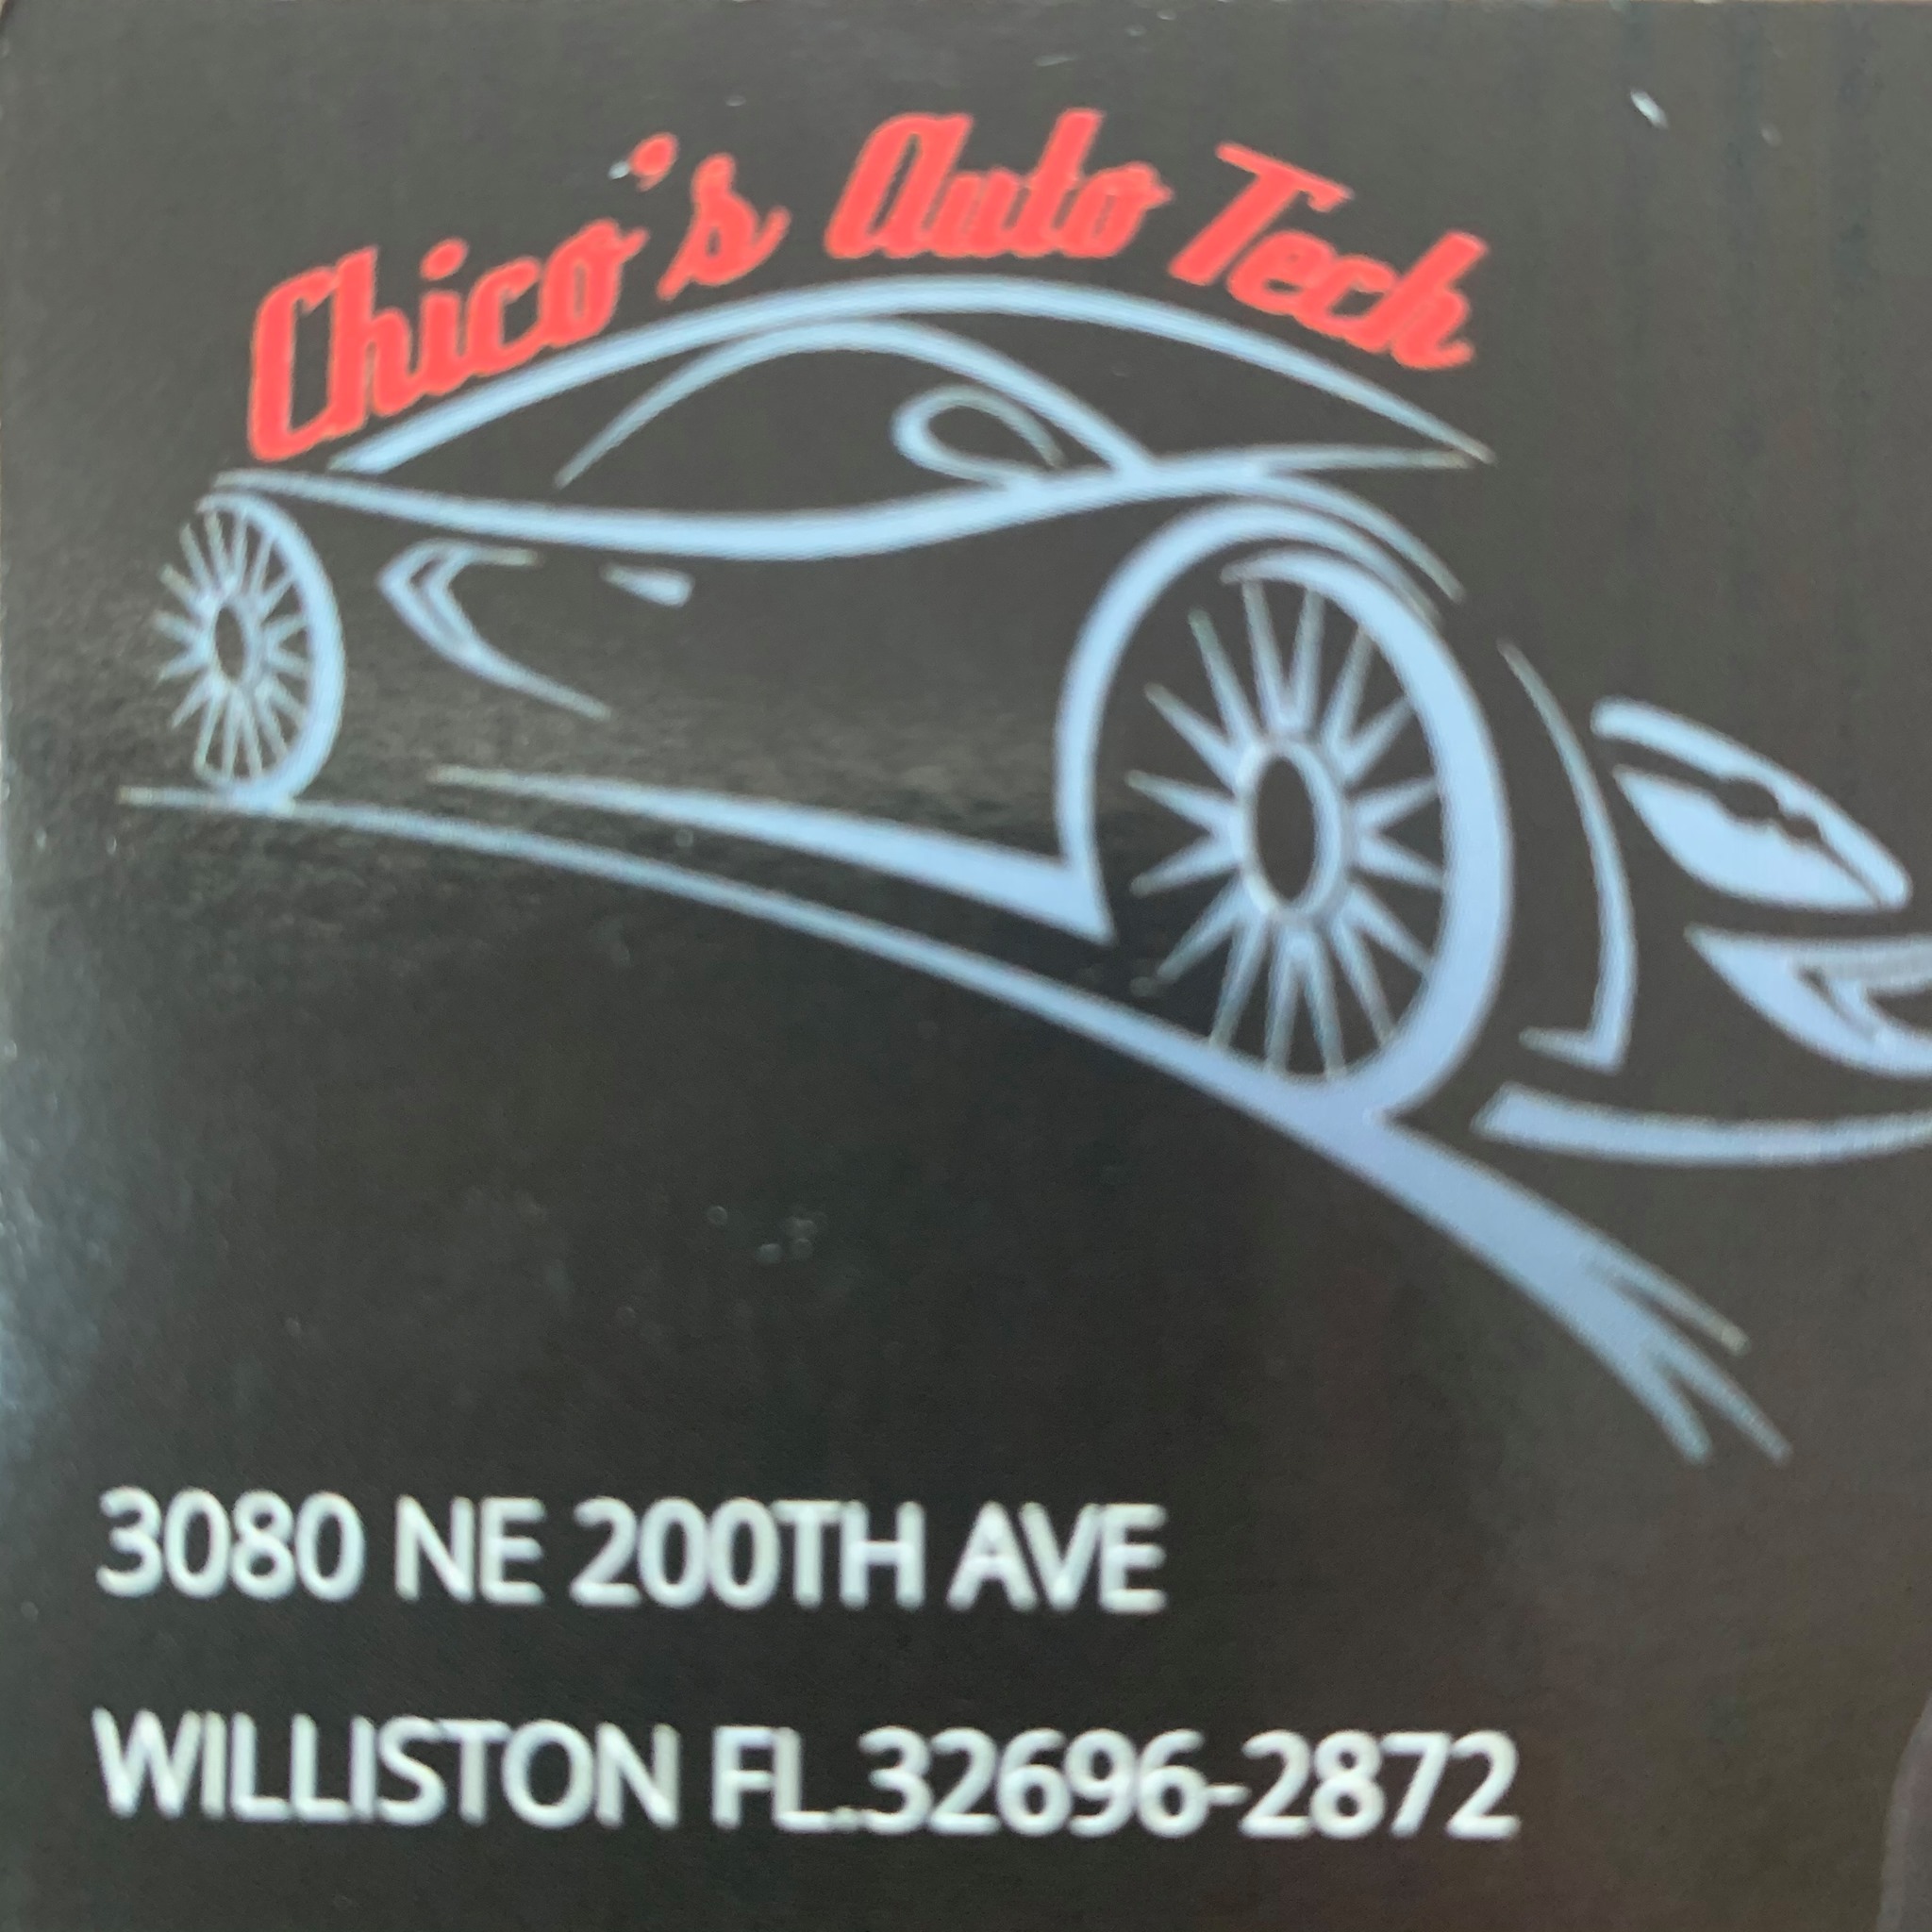 Chico's Auto Tech
3080 NE 200TH AVE
WILLISTON FL.32696-2872